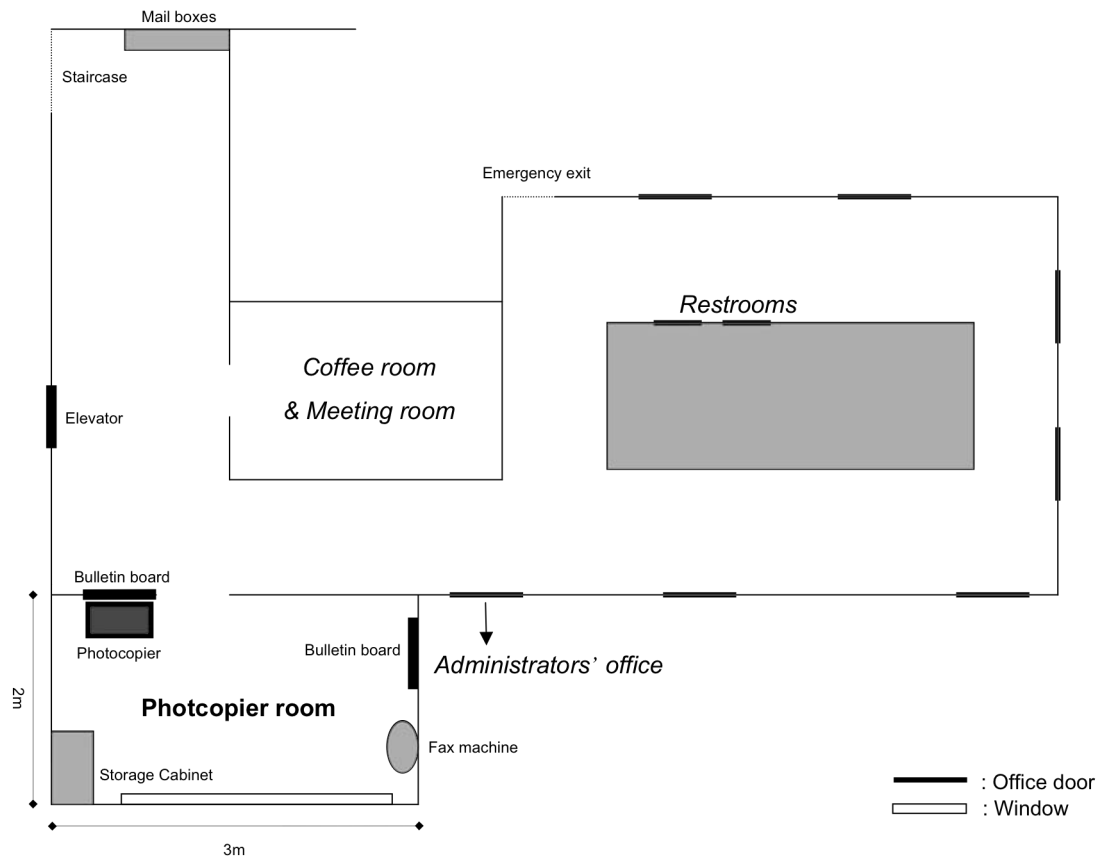 Mail boxes
Staircase
Emergency exit
Restrooms
Coffee room
& Meeting room
Elevator
Bulletin board
Photocopier
Bulletin board
Administrators’ office
2m
Photcopier room
Fax machine
Storage Cabinet
: Office door
: Window
3m